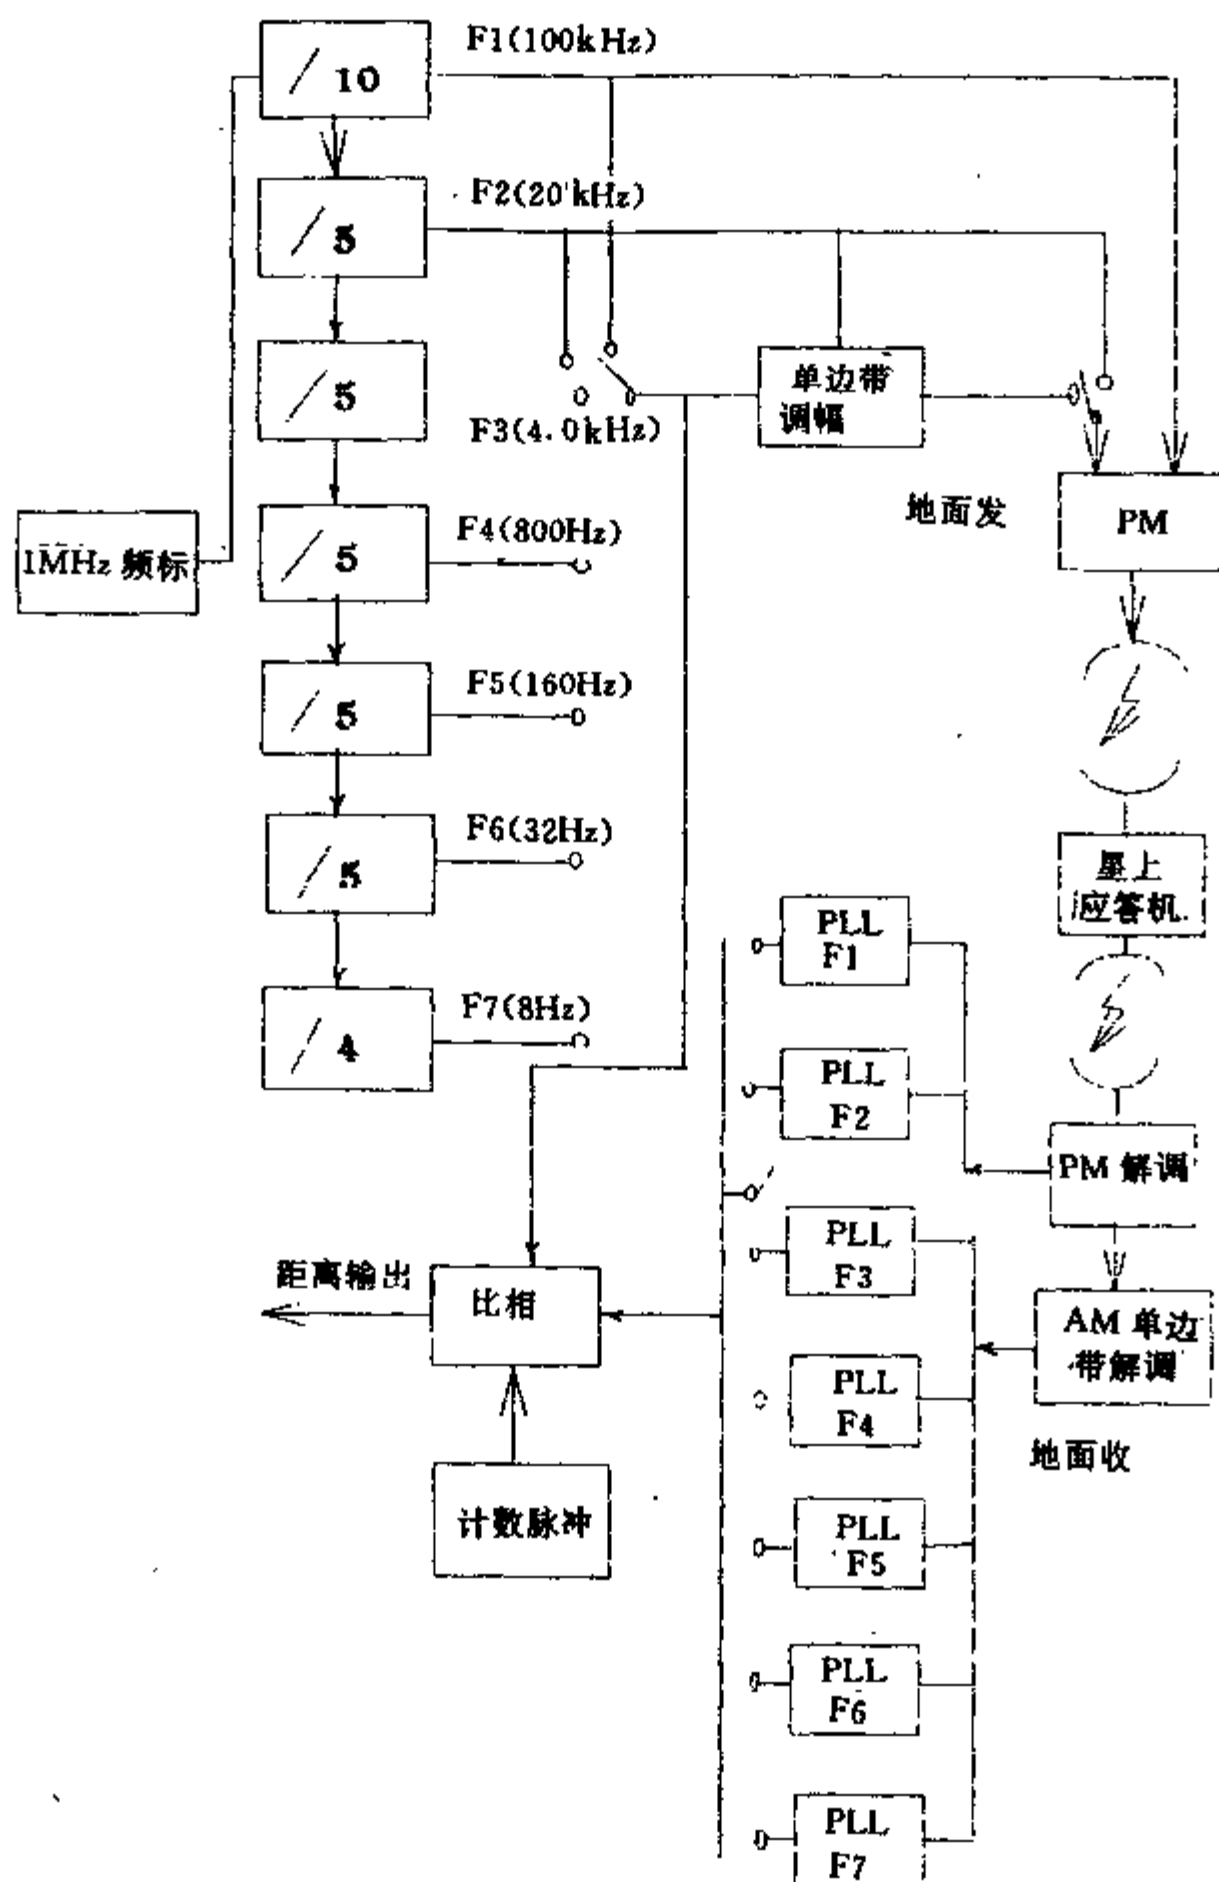 F1(100kHz)
/ 10
F2(20kHz)
/ 5
/ 5
单边带
调幅
F3(4.0kHz)
地面发
PM
F4(800Hz)
1MHz 频标
/ 5
F5(160Hz)
/ 5
F6(32Hz)
/ 5
星上
应答机
PLL
F1
F7(8Hz)
/ 4
PLL
F2
PM 解调
PLL
F3
距离输出
比相
AM 单边
带解调
PLL
F4
地面收
计数脉冲
PLL
F5
PLL
F6
PLL
F7